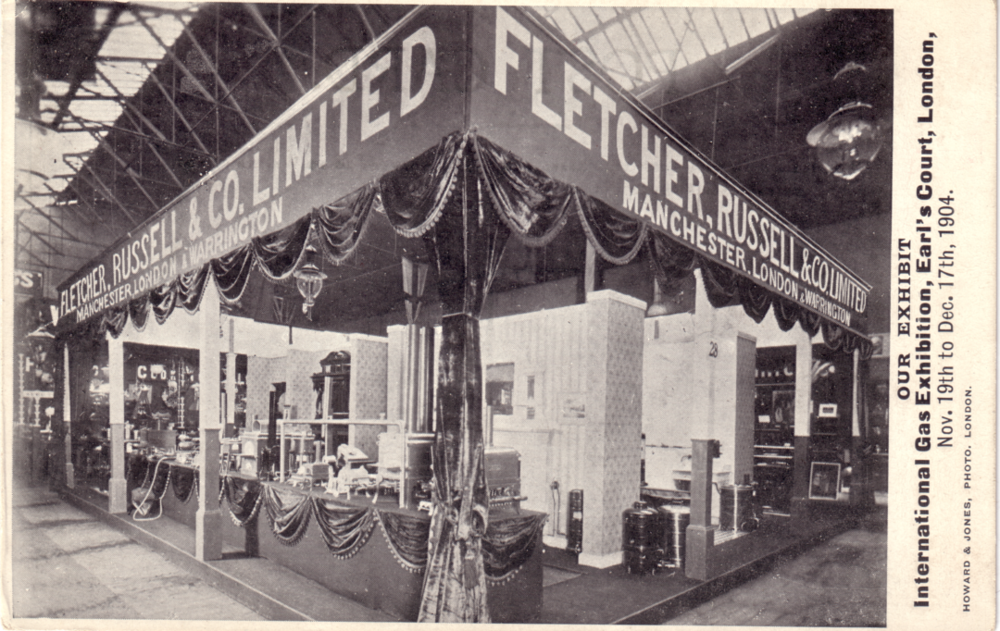 FLETCHER, RUSSELL & CO. LIMITED
MANCHESTER, LONDON & WARRINGTON
FLETCHER, RUSSELL & CO. LIMITED
MANCHESTER, LONDON & WARRINGTON
28
OUR EXHIBIT
International Gas Exhibition, Earl's Court, London,
Nov. 19th to Dec. 17th, 1904.
HOWARD & JONES, PHOTO. LONDON.